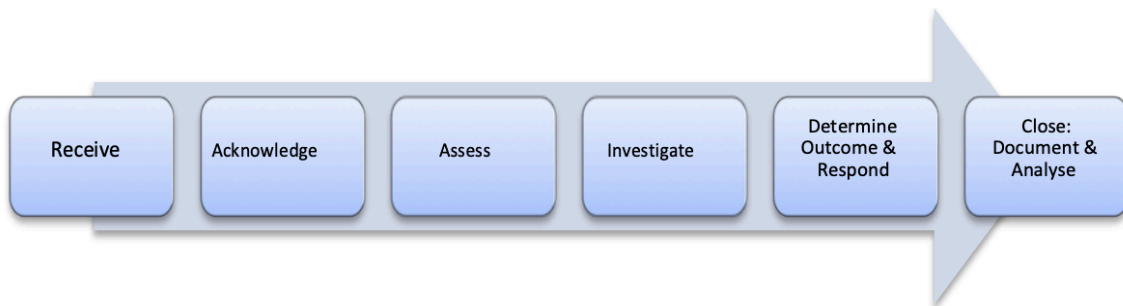 Receive
Acknowledge
Assess
Investigate
Determine
Outcome &
Respond
Close:
Document &
Analyse